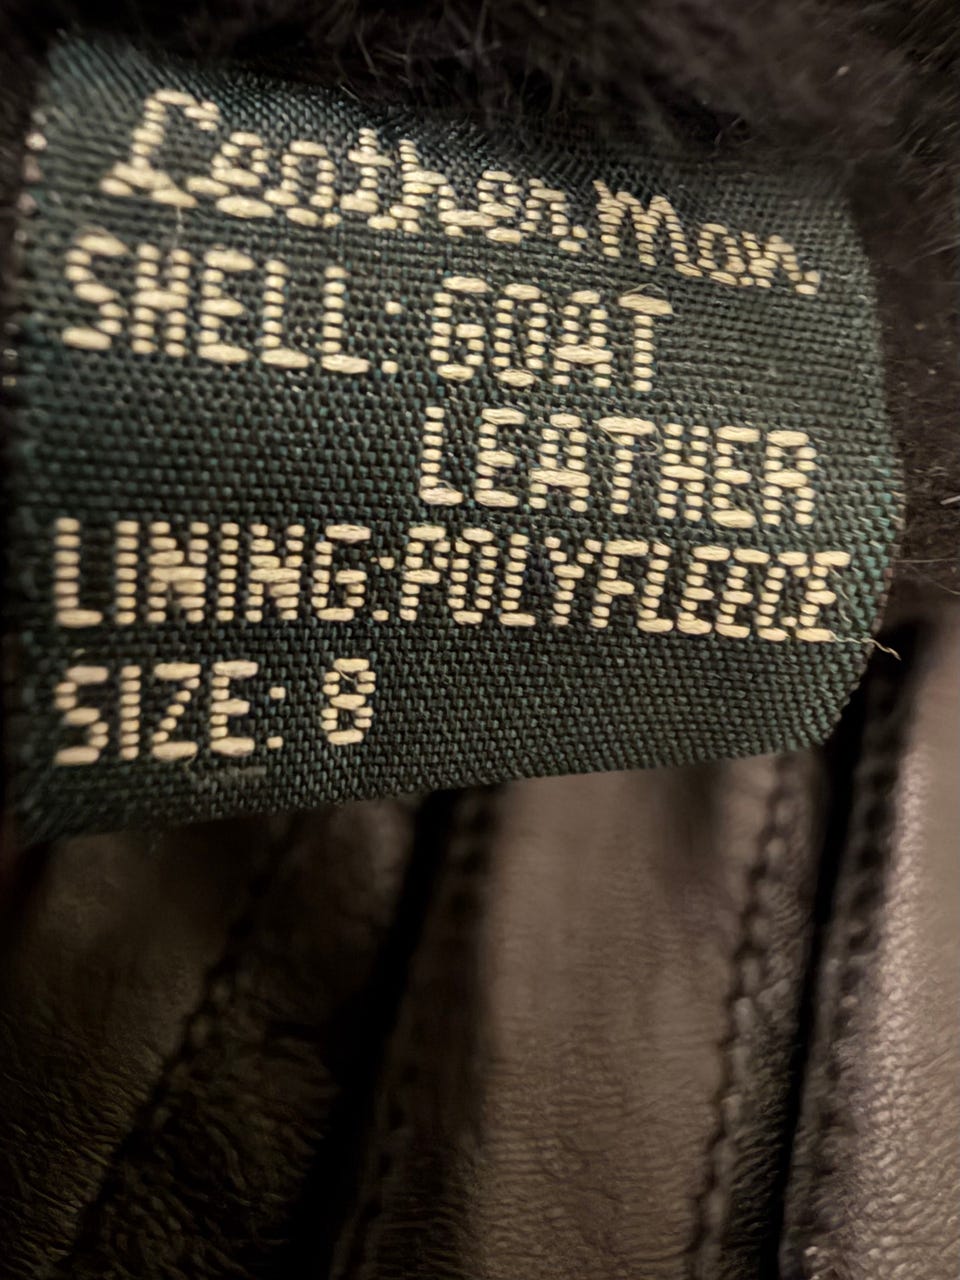 Leather.Man.
SHELL: GOAT
LEATHER
LINING:POLYFLEECE
SIZE: 8